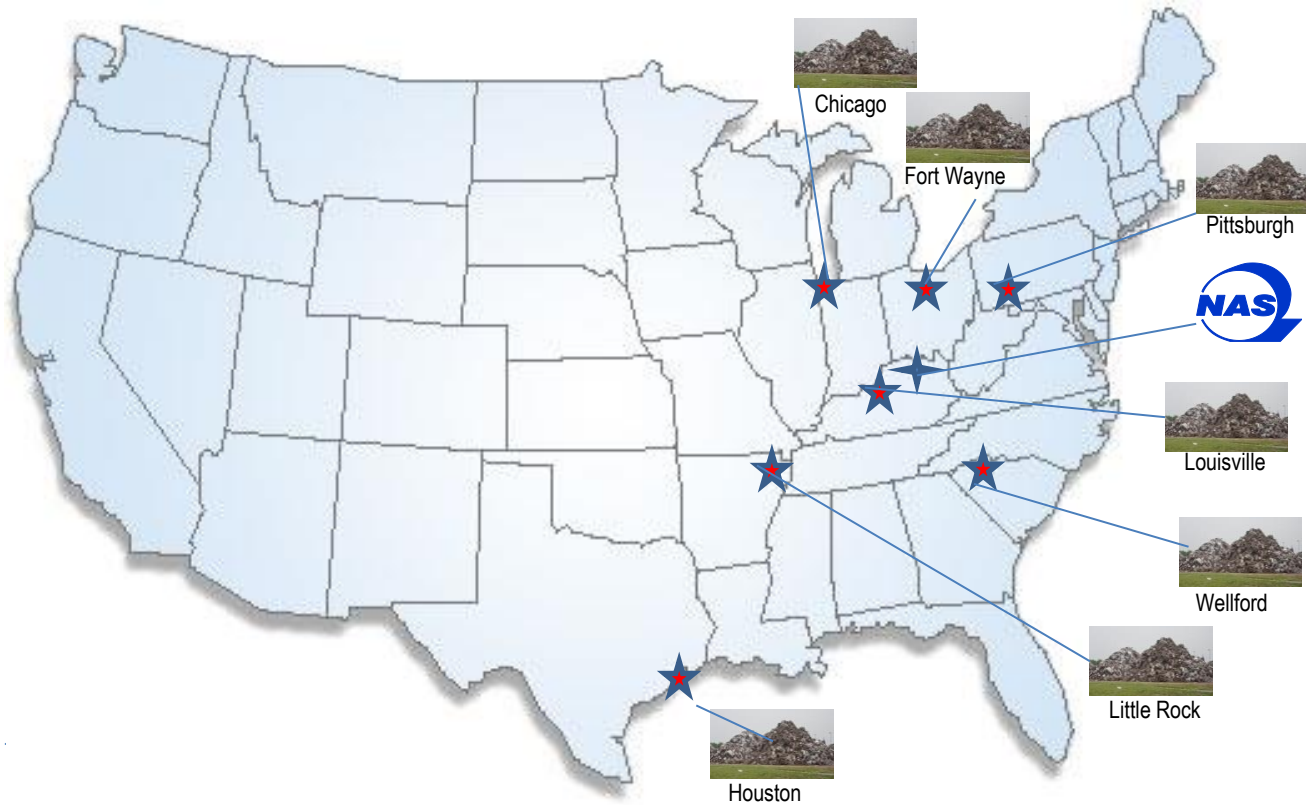 Chicago
Fort Wayne
Pittsburgh
NAS
Louisville
Wellford
Little Rock
Houston